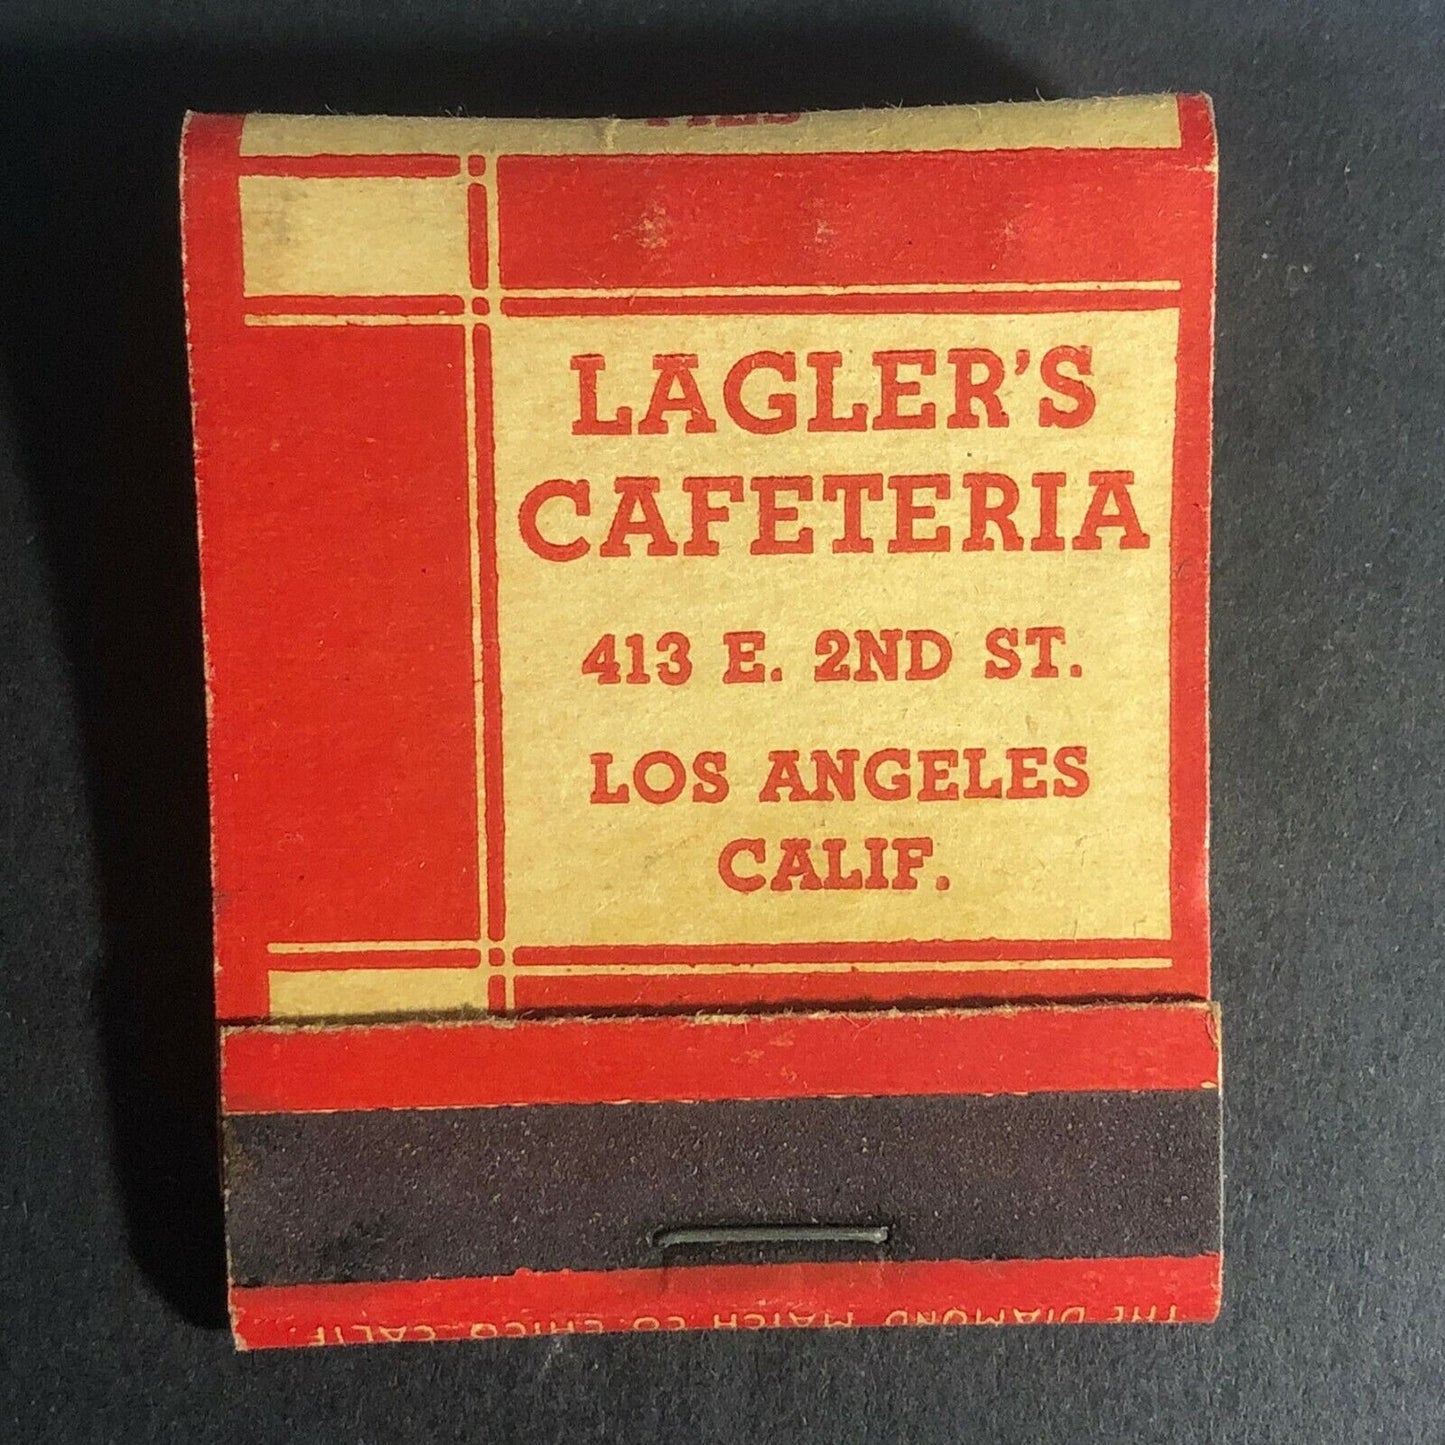 LAGLER'S
CAFETERIA
413 E. 2ND ST.
LOS ANGELES
CALIF.
THE DIAMOND MATCH CO. CHICO, CALIF.